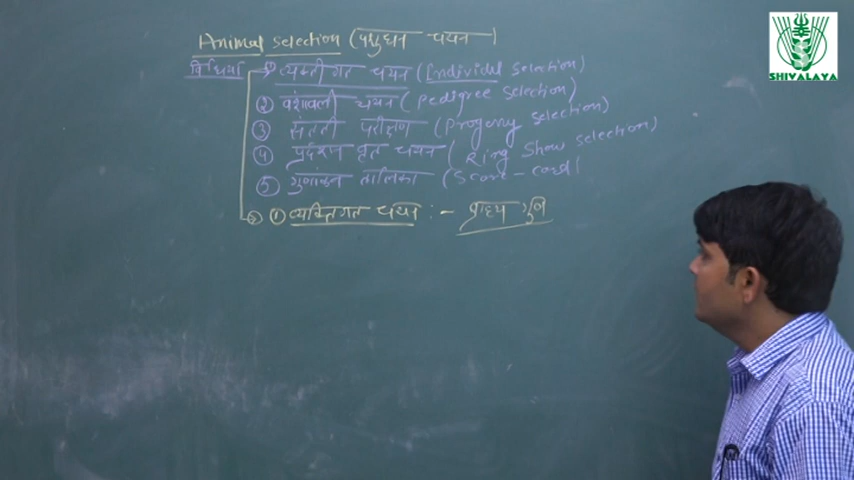 Animal selection (पशुधन चयन)
विधियां ① व्यक्तीगत चयन (Individul selection)
② वंशावली चयन (pedigree selection)
③ संतती परीक्षण (Progeny selection)
④ प्रदर्शन वृत चयन (Ring Show selection)
⑤ गुणांकन तालिका (Score-card)
① व्यक्तिगत चयन :- बाह्य गुण
SHIVALAYA